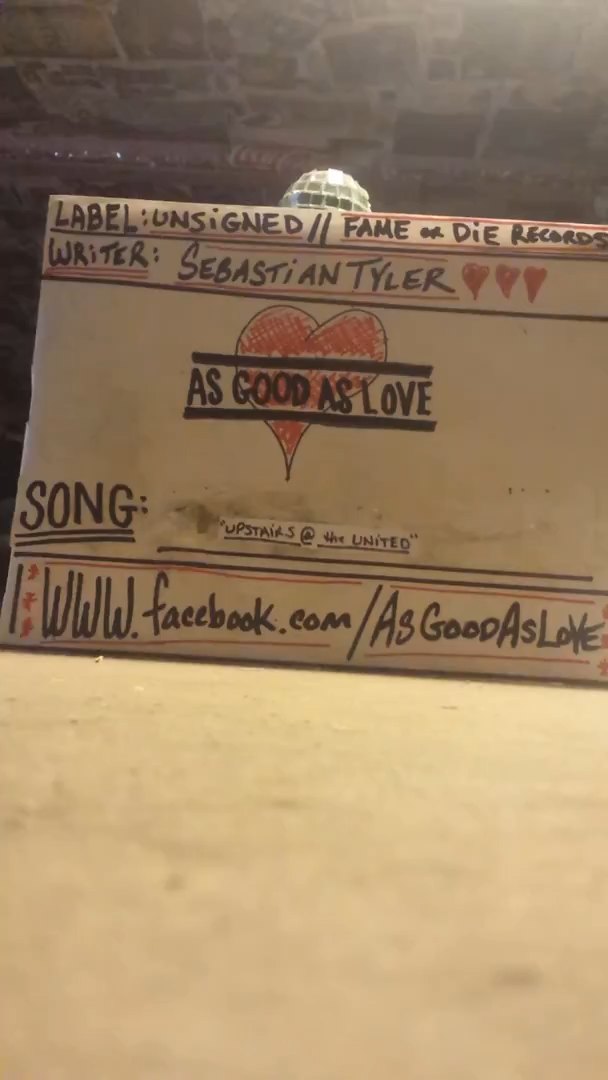 LABEL: UNSiGNED // FAME OR DiE RECORDS
WRiTER: SEBASTiAN TYLER
AS GOOD AS LOVE
SONG:
"UPSTAiRS @ the UNiTED"
WWW.facebook.com/AsGoodAsLoVE